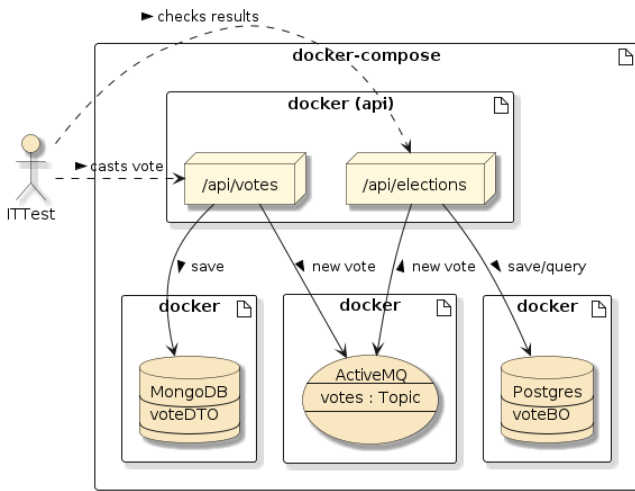 checks results
docker-compose
docker (api)
casts vote
/api/votes
/api/elections
ITTest
save
new vote
new vote
save/query
docker
docker
docker
MongoDB
voteDTO
ActiveMQ
votes : Topic
Postgres
voteBO